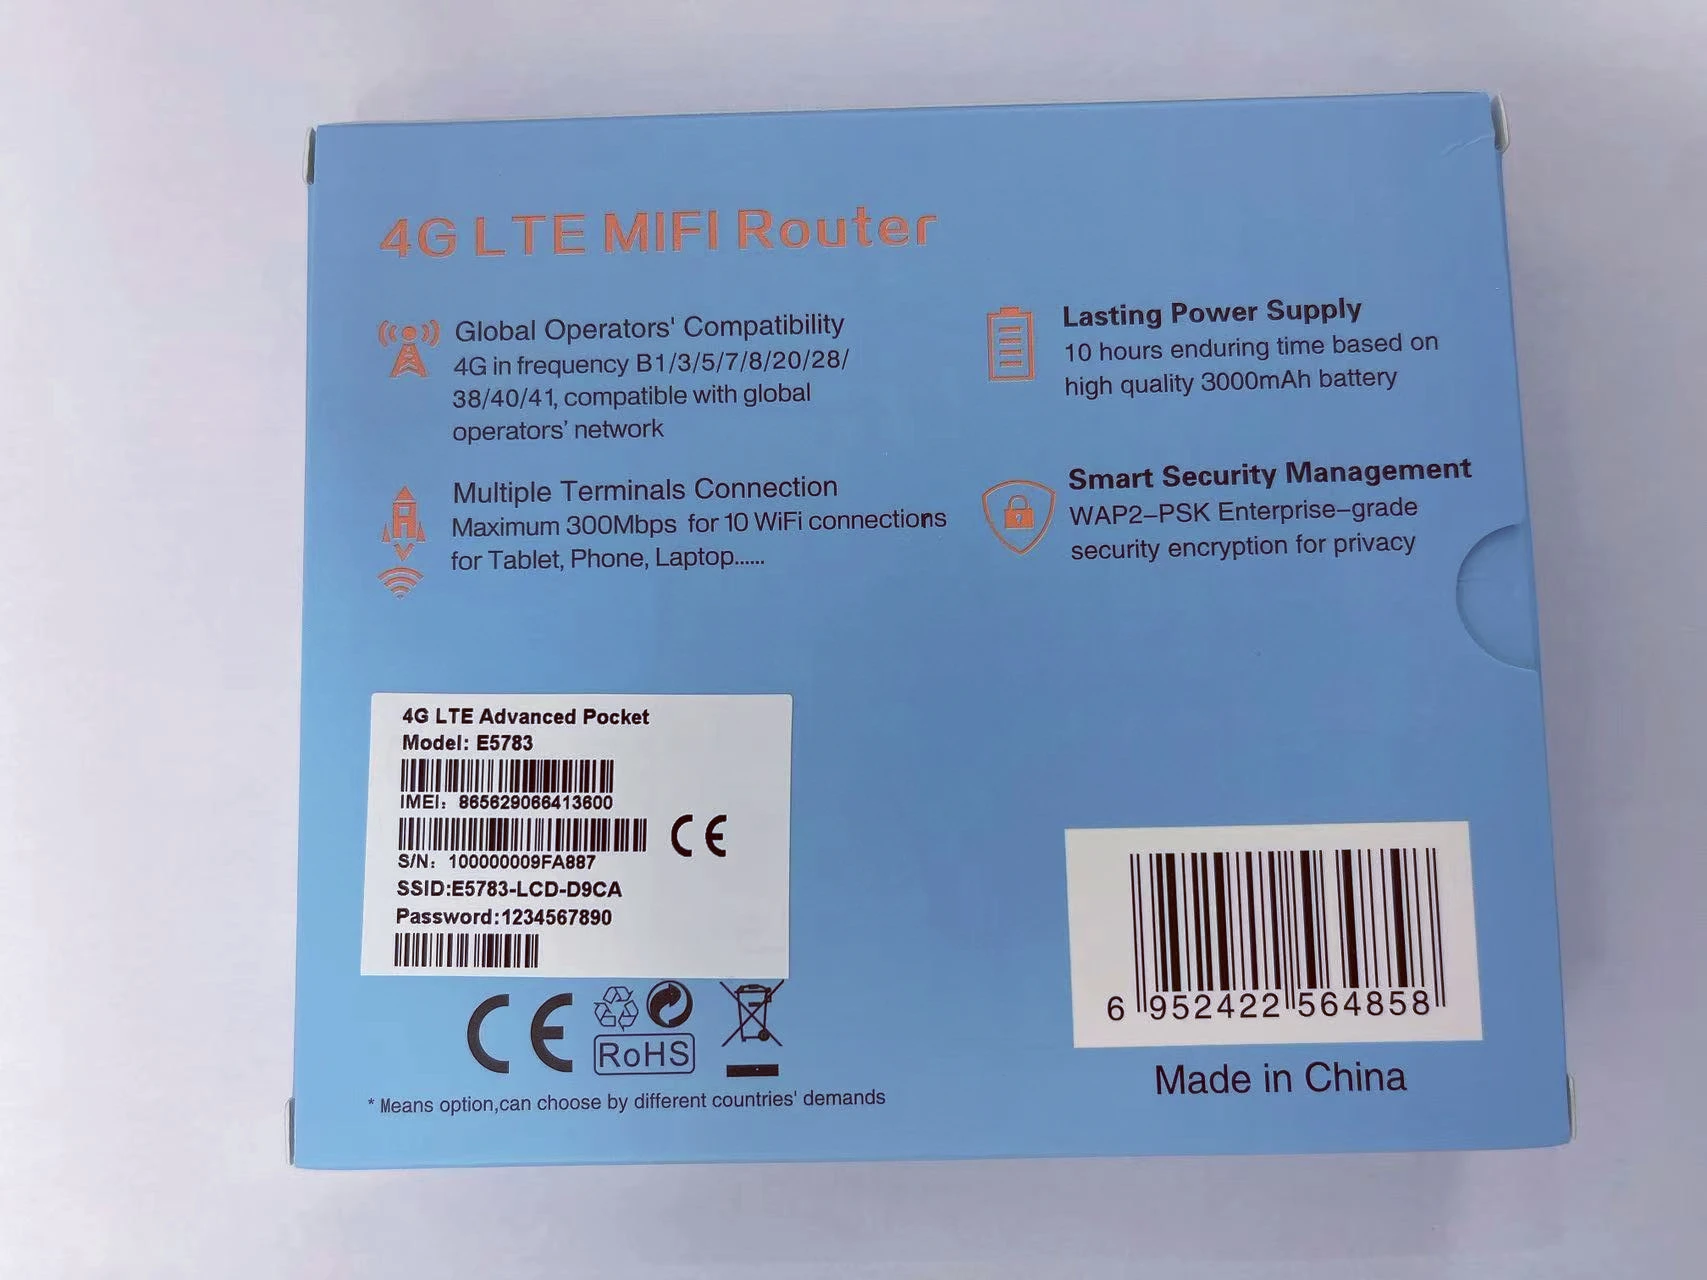 4G LTE MIFI Router
Global Operators' Compatibility
4G in frequency B1/3/5/7/8/20/28/
38/40/41, compatible with global
operators' network
Multiple Terminals Connection
Maximum 300Mbps for 10 WiFi connections
for Tablet, Phone, Laptop......
Lasting Power Supply
10 hours enduring time based on
high quality 3000mAh battery
Smart Security Management
WAP2-PSK Enterprise-grade
security encryption for privacy
4G LTE Advanced Pocket
Model: E5783
IMEI: 865629066413600
S/N: 100000009FA887
SSID:E5783-LCD-D9CA
Password:1234567890
CE
CE
RoHS
* Means option,can choose by different countries' demands
6 952422 564858
Made in China